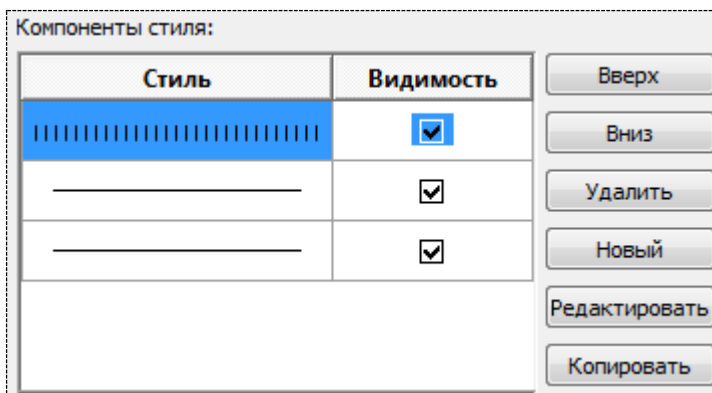 Компоненты стиля:
Стиль Видимость
Вверх
Вниз
Удалить
Новый
Редактировать
Копировать